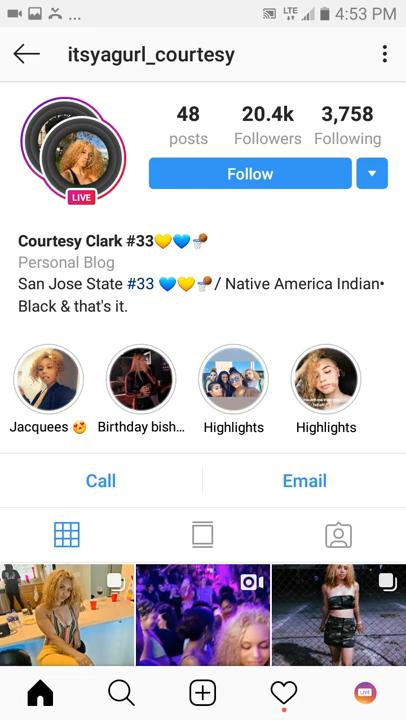 LTE 4:53 PM
itsyagurl_courtesy
48 20.4k 3,758
posts Followers Following
Follow
LIVE
Courtesy Clark #33💛💙🏀
Personal Blog
San Jose State #33 💙💛🏀/ Native America Indian•
Black & that's it.
Jacquees 😍 Birthday bish... Highlights Highlights
Call Email
LIVE